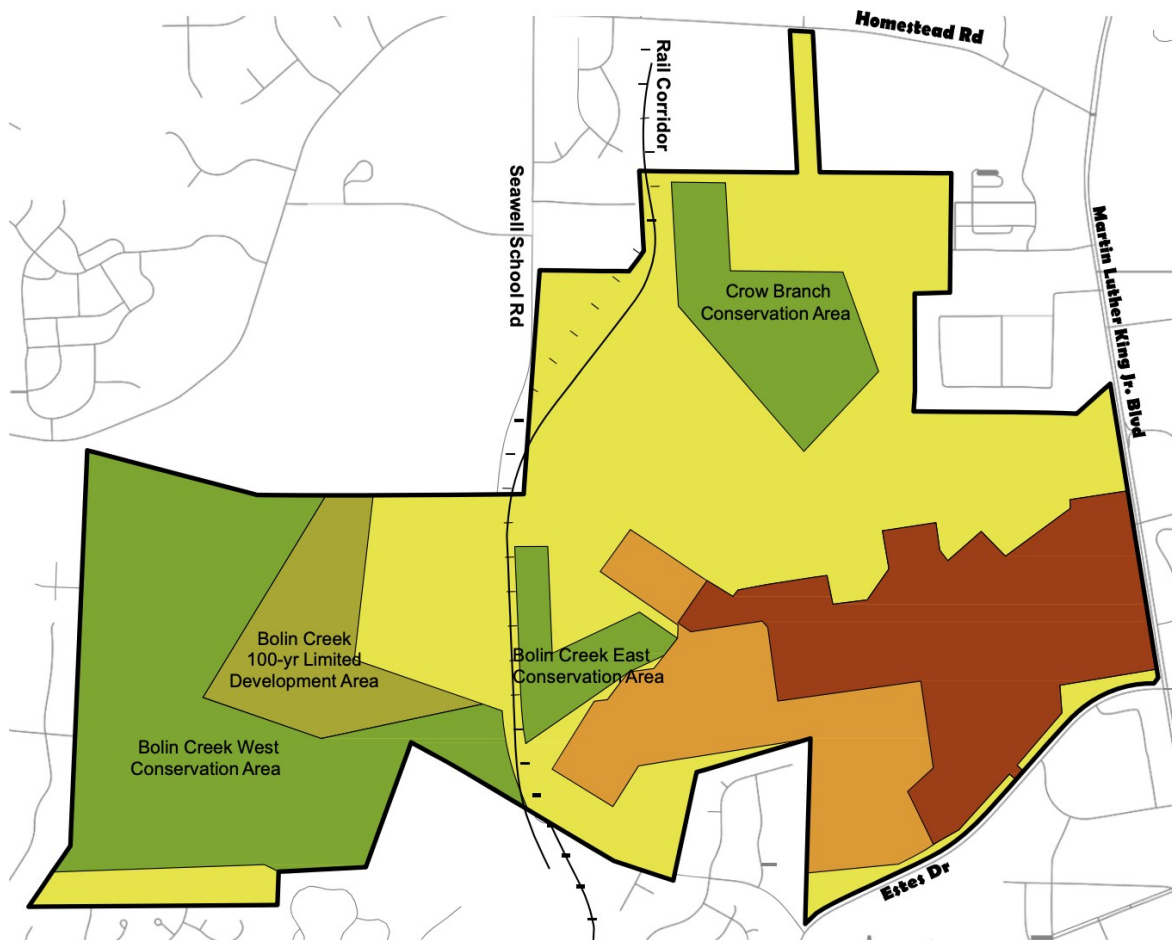 Homestead Rd
Rail Corridor
Seawell School Rd
Martin Luther King Jr. Blvd
Crow Branch
Conservation Area
Bolin Creek
100-yr Limited
Development Area
Bolin Creek East
Conservation Area
Bolin Creek West
Conservation Area
Estes Dr